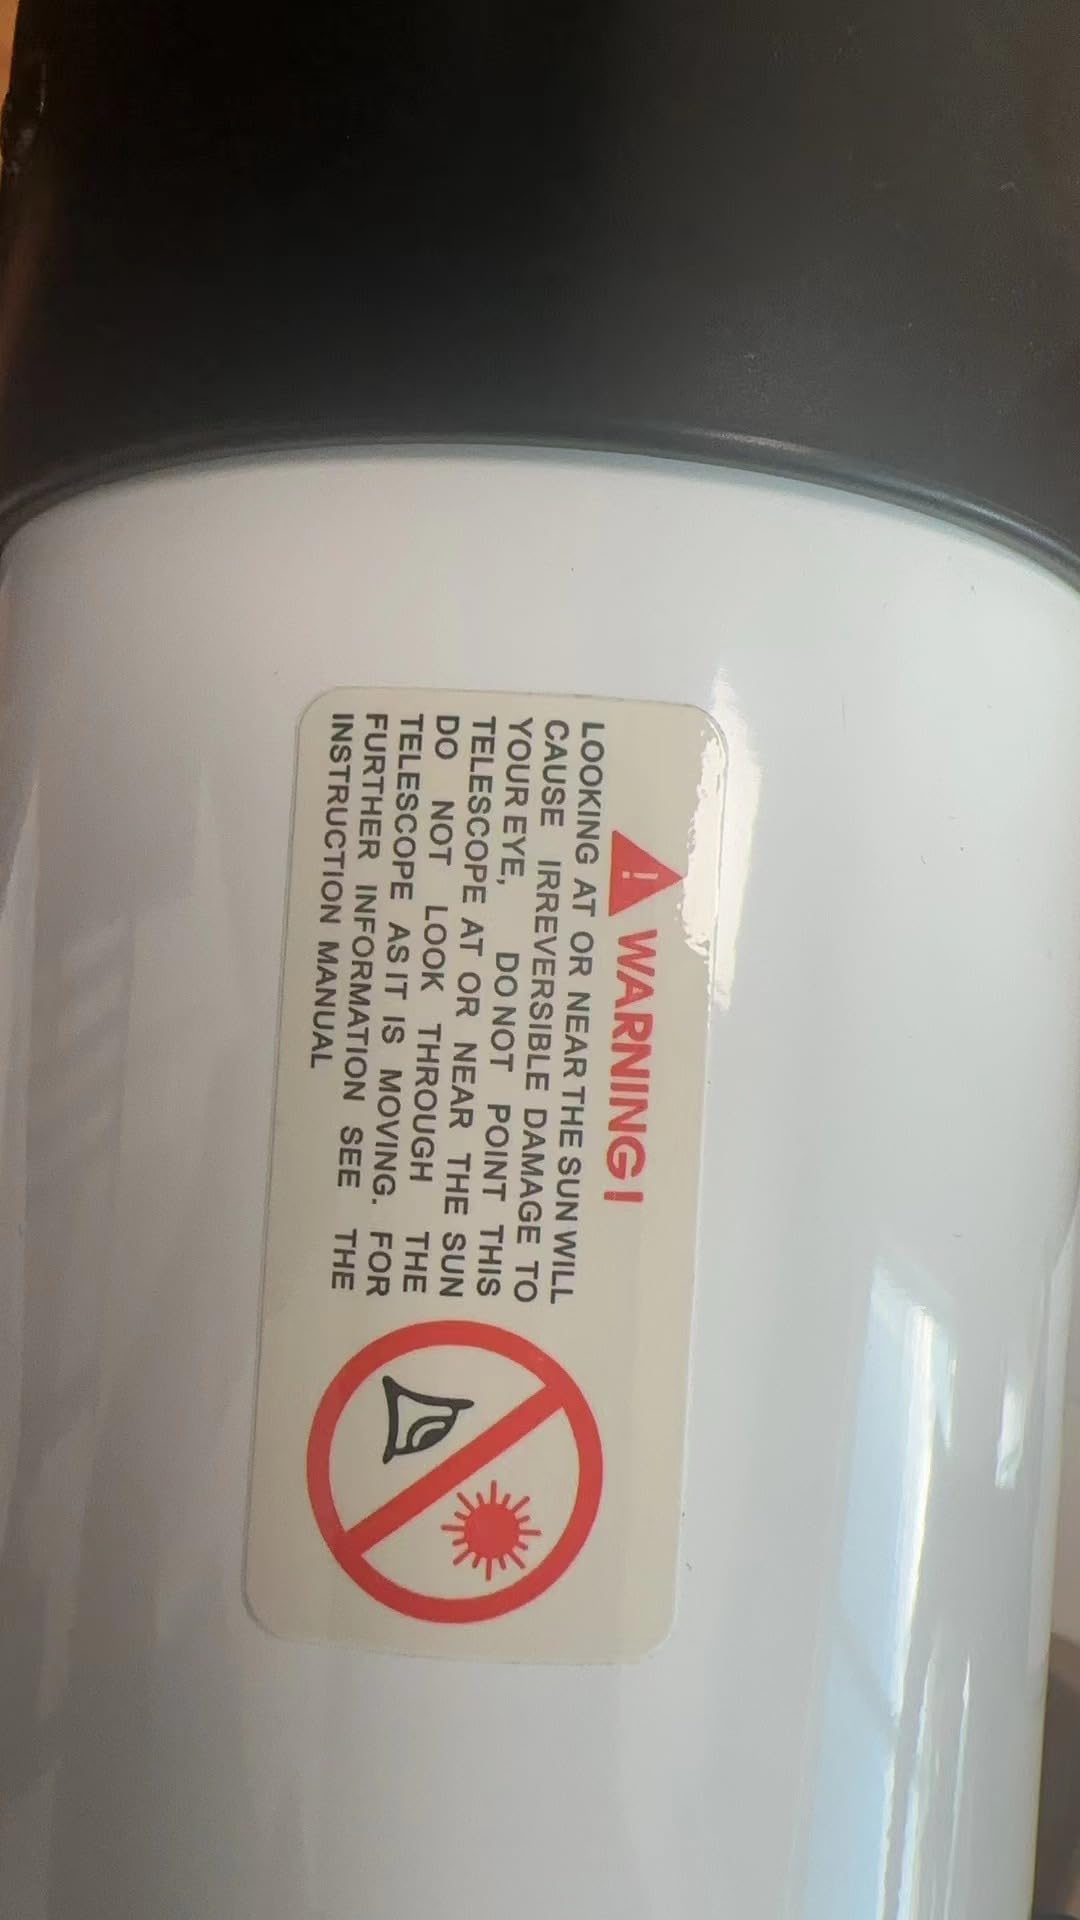 WARNING!
LOOKING AT OR NEAR THE SUN WILL
CAUSE IRREVERSIBLE DAMAGE TO
YOUR EYE, DO NOT POINT THIS
TELESCOPE AT OR NEAR THE SUN
DO NOT LOOK THROUGH THE
TELESCOPE AS IT IS MOVING. FOR
FURTHER INFORMATION SEE THE
INSTRUCTION MANUAL